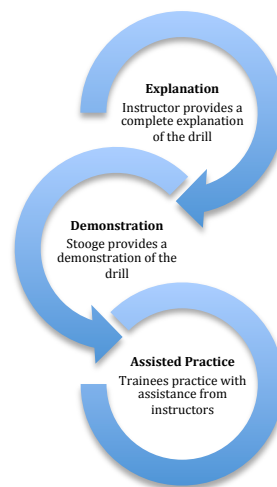 Explanation
Instructor provides a
complete explanation
of the drill
Demonstration
Stooge provides a
demonstration of the
drill
Assisted Practice
Trainees practice with
assistance from
instructors